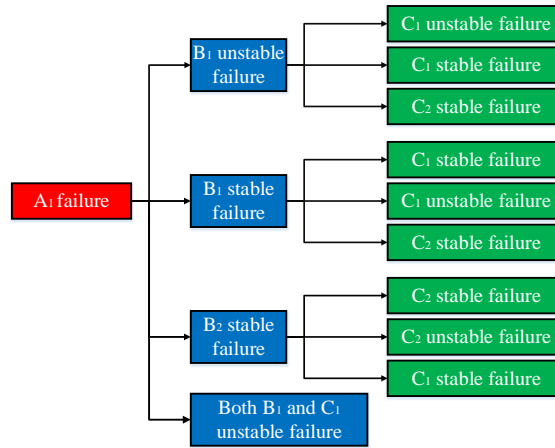 C₁ unstable failure
B₁ unstable
failure
C₁ stable failure
C₂ stable failure
C₁ stable failure
A₁ failure
B₁ stable
failure
C₁ unstable failure
C₂ stable failure
C₂ stable failure
B₂ stable
failure
C₂ unstable failure
C₁ stable failure
Both B₁ and C₁
unstable failure